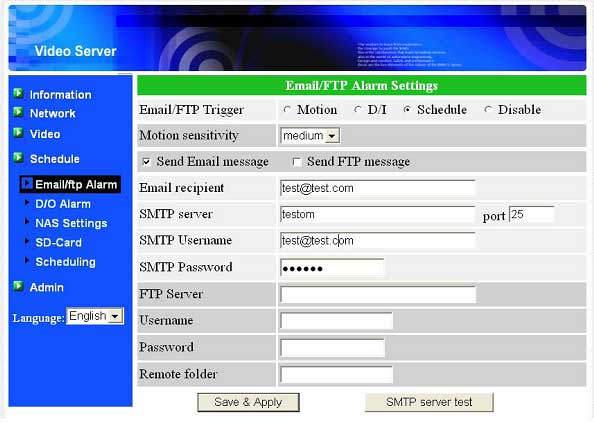 Video Server
Information
Network
Video
Schedule
Email/ftp Alarm
D/O Alarm
NAS Settings
SD-Card
Scheduling
Admin
Language: English
Email/FTP Alarm Settings
Email/FTP Trigger Motion D/I Schedule Disable
Motion sensitivity medium
Send Email message Send FTP message
Email recipient test@test.com
SMTP server testom port 25
SMTP Username test@test.com
SMTP Password ●●●●●●
FTP Server
Username
Password
Remote folder
Save & Apply SMTP server test